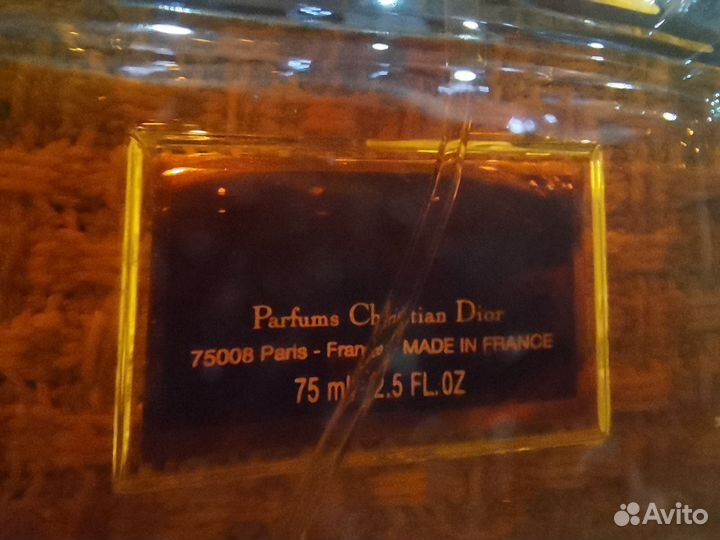 Parfums Christian Dior
75008 Paris - France MADE IN FRANCE
75 ml 2.5 FL.OZ
Avito